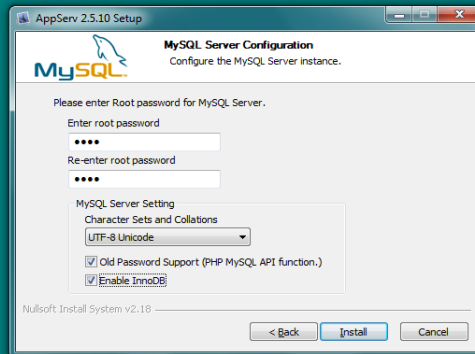 AppServ 2.5.10 Setup
MySQL
MySQL Server Configuration
Configure the MySQL Server instance.
Please enter Root password for MySQL Server.
Enter root password
••••
Re-enter root password
••••
MySQL Server Setting
Character Sets and Collations
UTF-8 Unicode
Old Password Support (PHP MySQL API function.)
Enable InnoDB
Nullsoft Install System v2.18
< Back Install Cancel